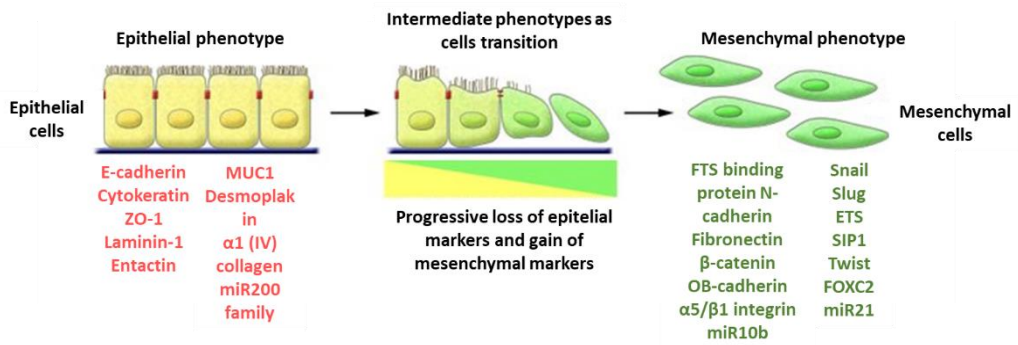 Epithelial phenotype
Intermediate phenotypes as
cells transition
Mesenchymal phenotype
Epithelial
cells
Mesenchymal
cells
E-cadherin
Cytokeratin
ZO-1
Laminin-1
Entactin
MUC1
Desmoplak
in
α1 (IV)
collagen
miR200
family
Progressive loss of epitelial
markers and gain of
mesenchymal markers
FTS binding
protein N-
cadherin
Fibronectin
β-catenin
OB-cadherin
α5/β1 integrin
miR10b
Snail
Slug
ETS
SIP1
Twist
FOXC2
miR21